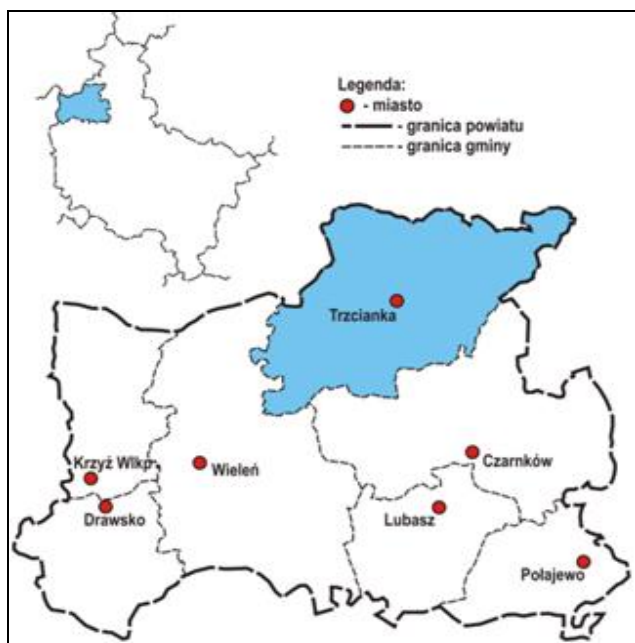 Legenda:
- miasto
- granica powiatu
- granica gminy
Trzcianka
Krzyż Wlkp
Wieleń
Czarnków
Drawsko
Lubasz
Połajewo